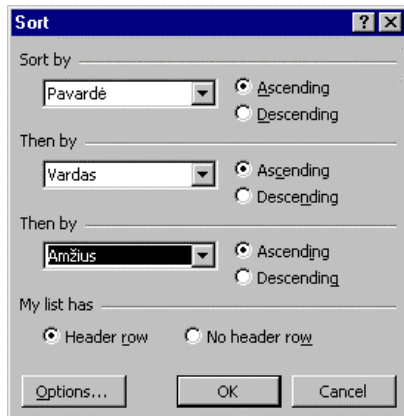 Sort
Sort by
Pavardė
Ascending
Descending
Then by
Vardas
Ascending
Descending
Then by
Amžius
Ascending
Descending
My list has
Header row
No header row
Options...
OK
Cancel